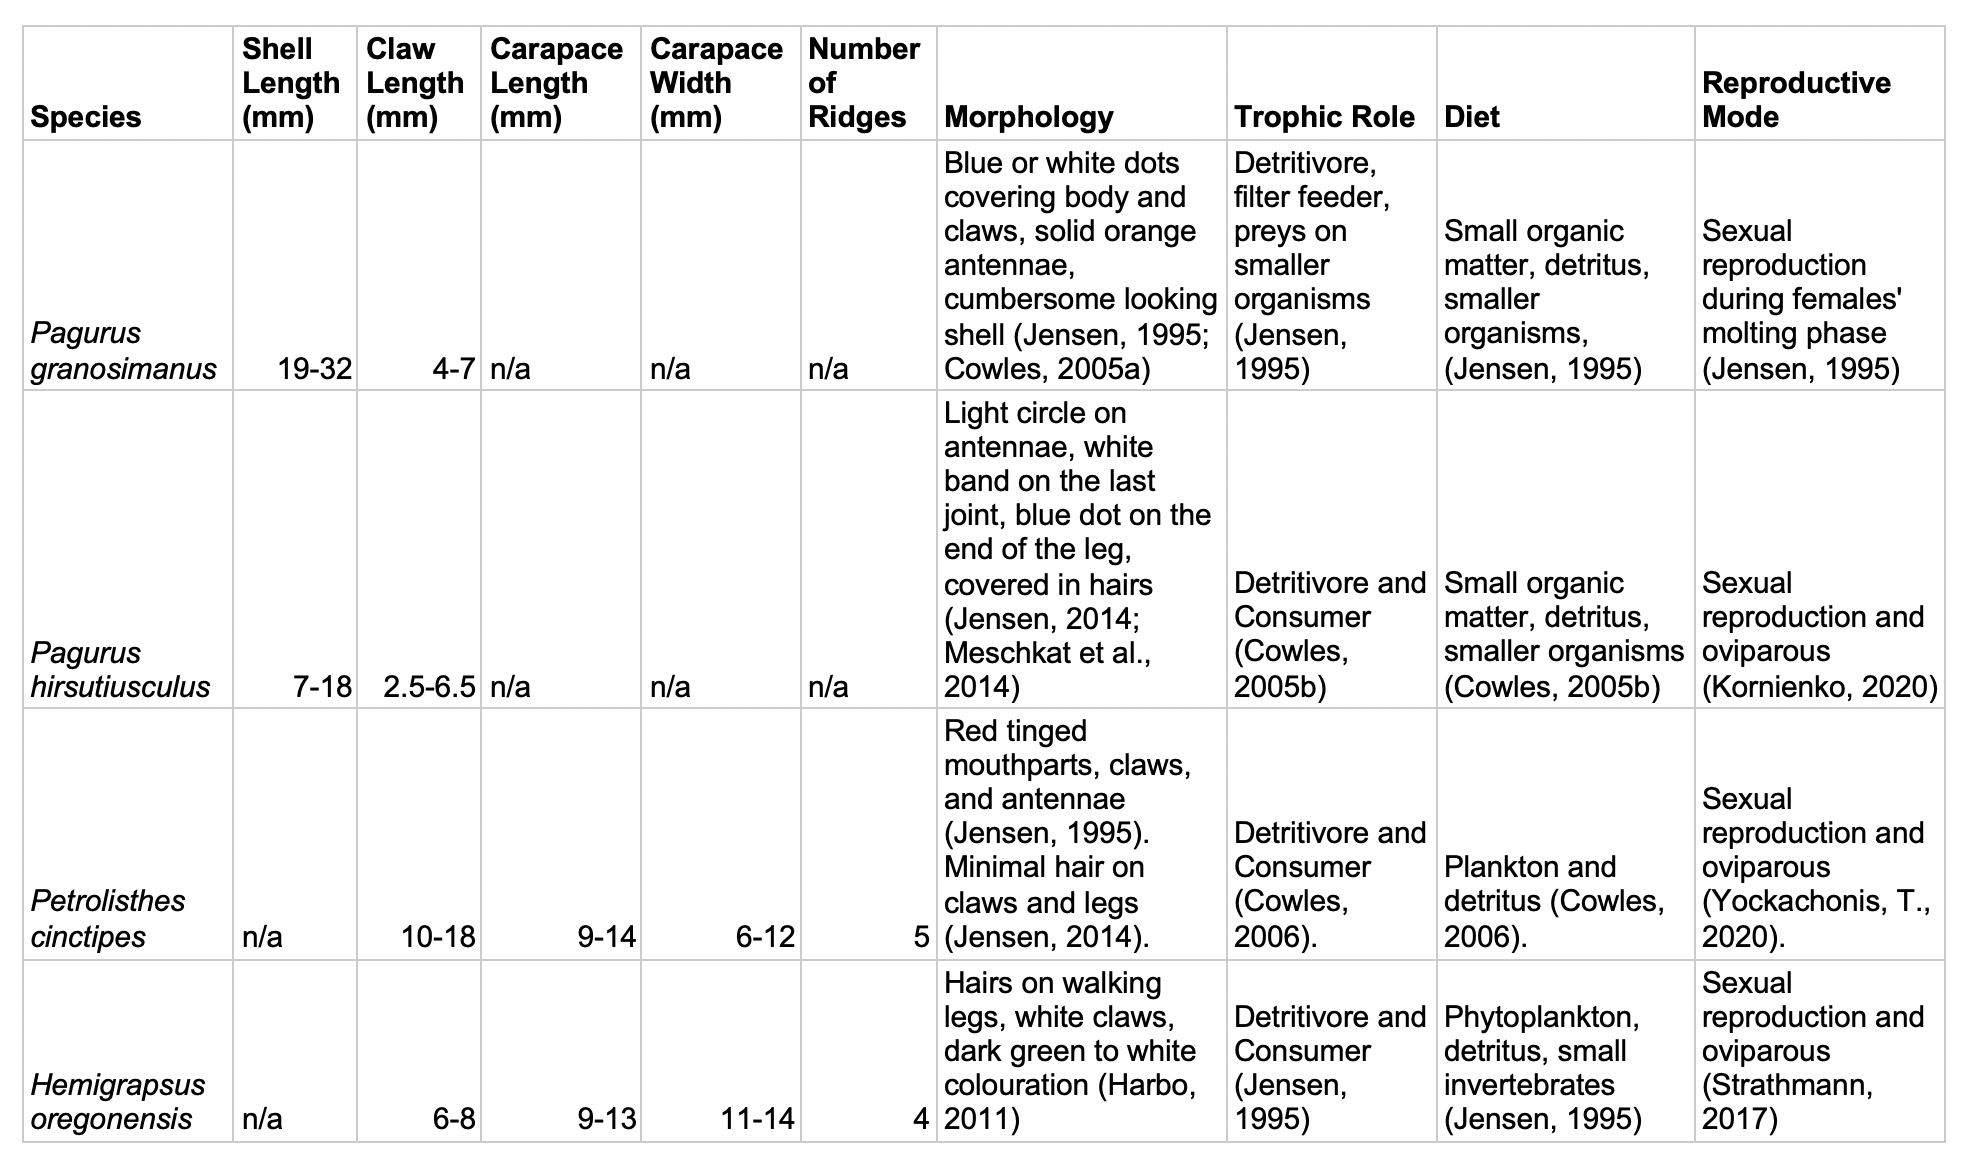 Species
Shell
Length
(mm)
Claw
Length
(mm)
Carapace
Length
(mm)
Carapace
Width
(mm)
Number
of
Ridges
Morphology
Trophic Role
Diet
Reproductive
Mode
Pagurus
granosimanus
19-32
4-7
n/a
n/a
n/a
Blue or white dots
covering body and
claws, solid orange
antennae,
cumbersome looking
shell (Jensen, 1995;
Cowles, 2005a)
Detritivore,
filter feeder,
preys on
smaller
organisms
(Jensen,
1995)
Small organic
matter, detritus,
smaller
organisms,
(Jensen, 1995)
Sexual
reproduction
during females'
molting phase
(Jensen, 1995)
Pagurus
hirsutiusculus
7-18
2.5-6.5
n/a
n/a
n/a
Light circle on
antennae, white
band on the last
joint, blue dot on the
end of the leg,
covered in hairs
(Jensen, 2014;
Meschkat et al.,
2014)
Detritivore and
Consumer
(Cowles,
2005b)
Small organic
matter, detritus,
smaller organisms
(Cowles, 2005b)
Sexual
reproduction and
oviparous
(Kornienko, 2020)
Petrolisthes
cinctipes
n/a
10-18
9-14
6-12
5
Red tinged
mouthparts, claws,
and antennae
(Jensen, 1995).
Minimal hair on
claws and legs
(Jensen, 2014).
Detritivore and
Consumer
(Cowles,
2006).
Plankton and
detritus (Cowles,
2006).
Sexual
reproduction and
oviparous
(Yockachonis, T.,
2020).
Hemigrapsus
oregonensis
n/a
6-8
9-13
11-14
4
Hairs on walking
legs, white claws,
dark green to white
colouration (Harbo,
2011)
Detritivore and
Consumer
(Jensen,
1995)
Phytoplankton,
detritus, small
invertebrates
(Jensen, 1995)
Sexual
reproduction and
oviparous
(Strathmann,
2017)